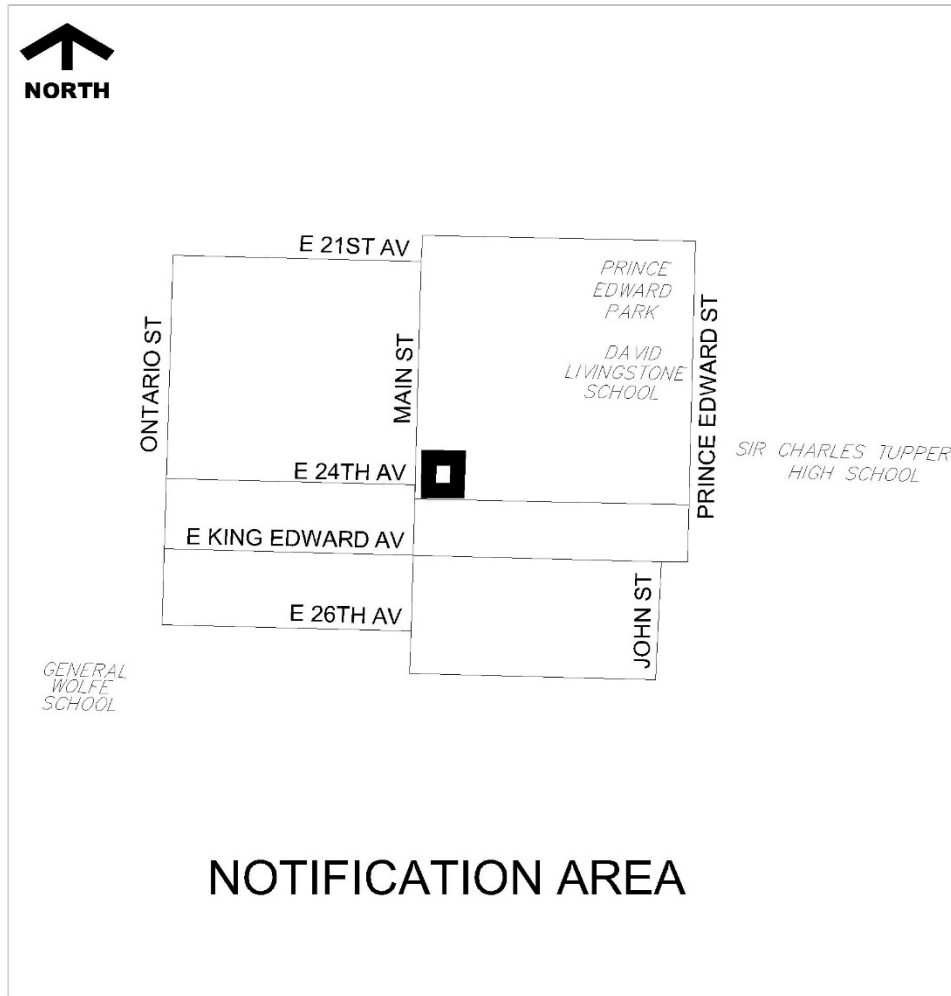 NORTH
E 21ST AV
PRINCE
EDWARD
PARK
ONTARIO ST
MAIN ST
PRINCE EDWARD ST
DAVID
LIVINGSTONE
SCHOOL
SIR CHARLES TUPPER
HIGH SCHOOL
E 24TH AV
E KING EDWARD AV
E 26TH AV
JOHN ST
GENERAL
WOLFE
SCHOOL
NOTIFICATION AREA